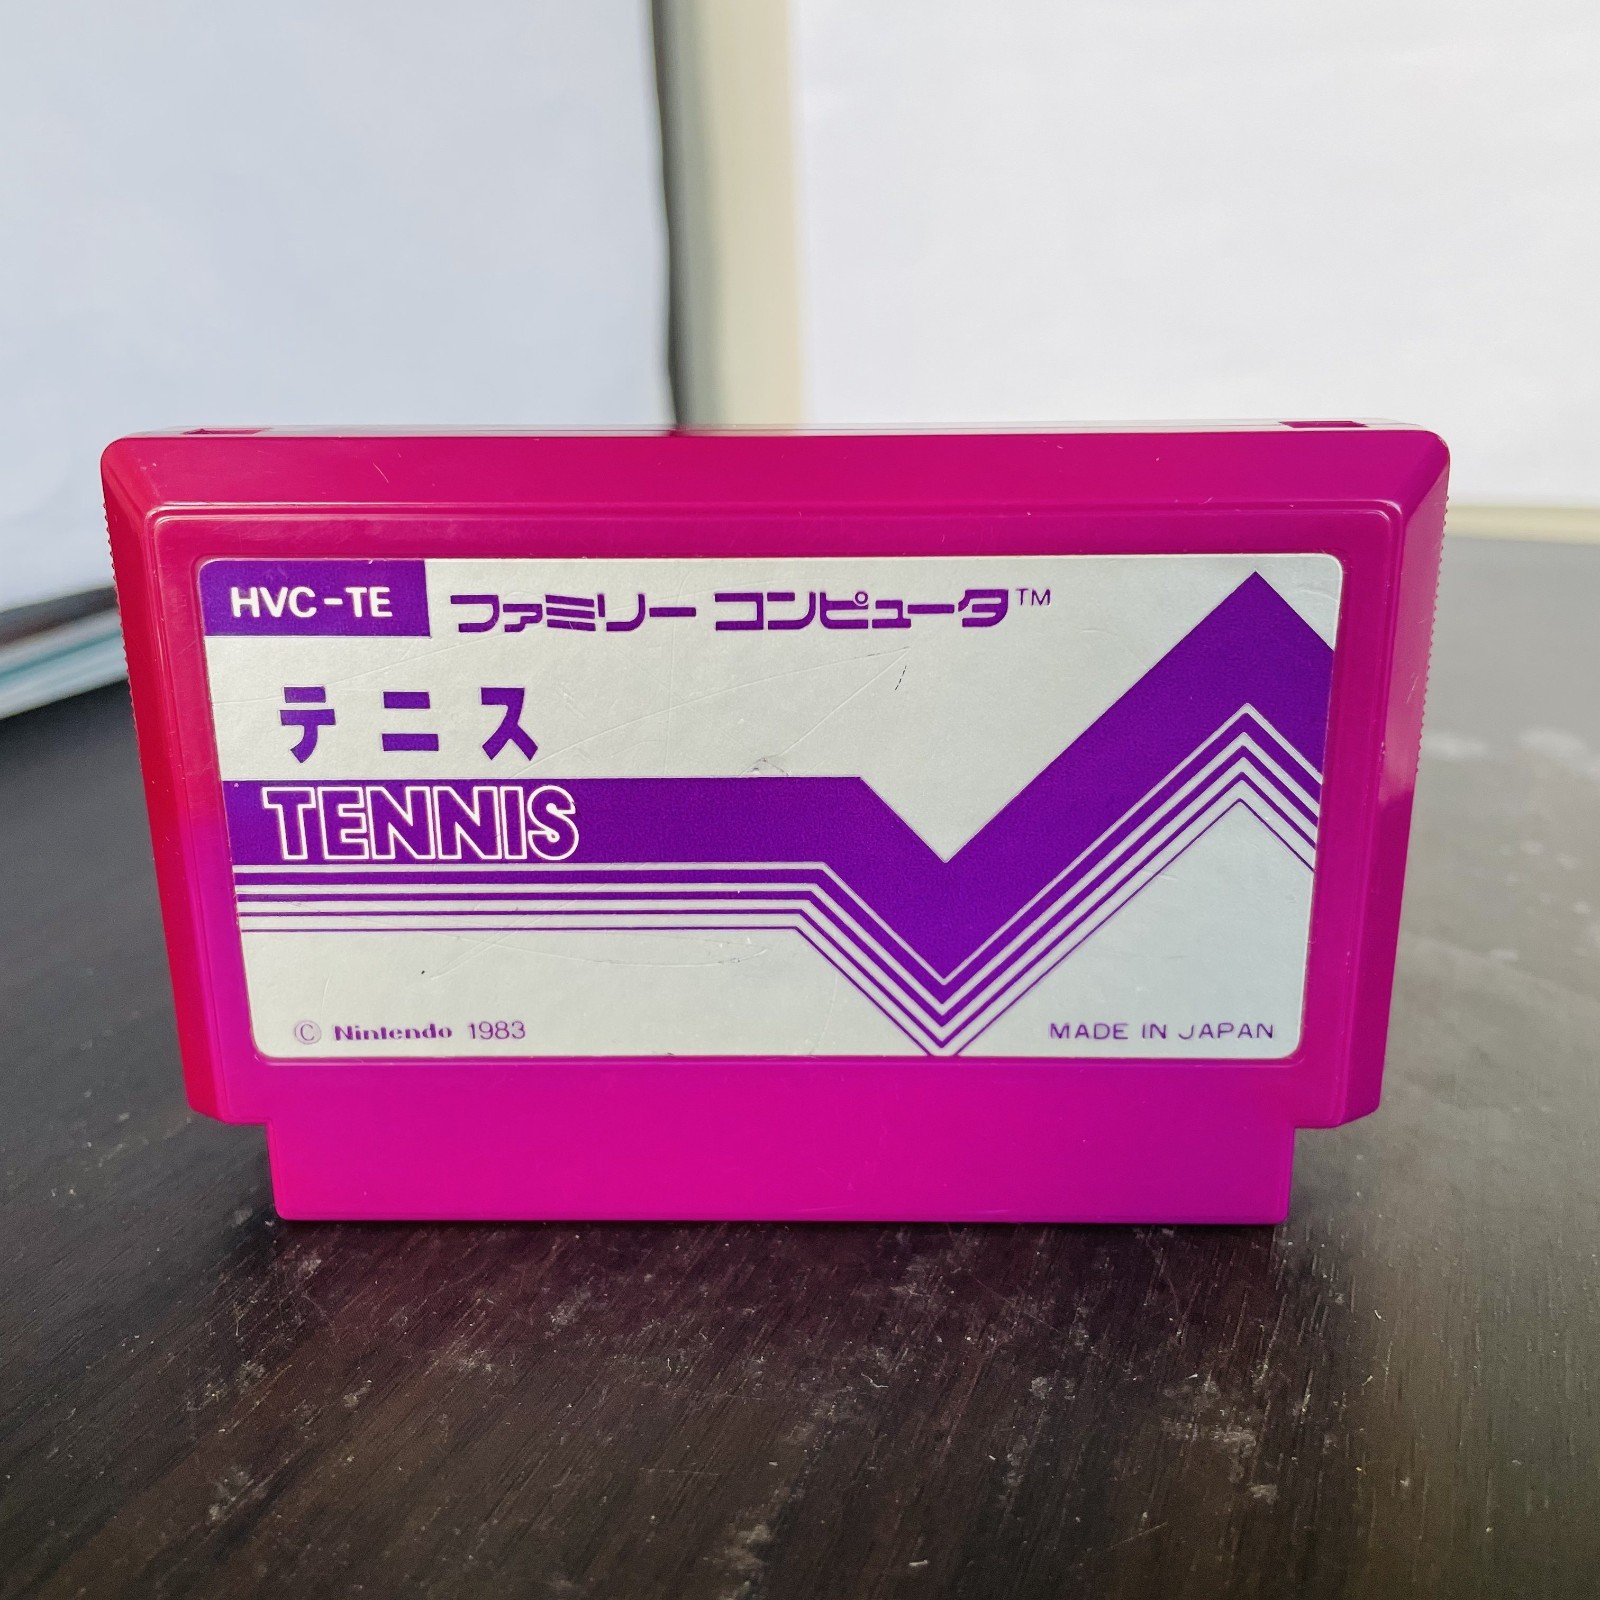 HVC-TE
ファミリー コンピュータ™
テニス
TENNIS
© Nintendo 1983
MADE IN JAPAN